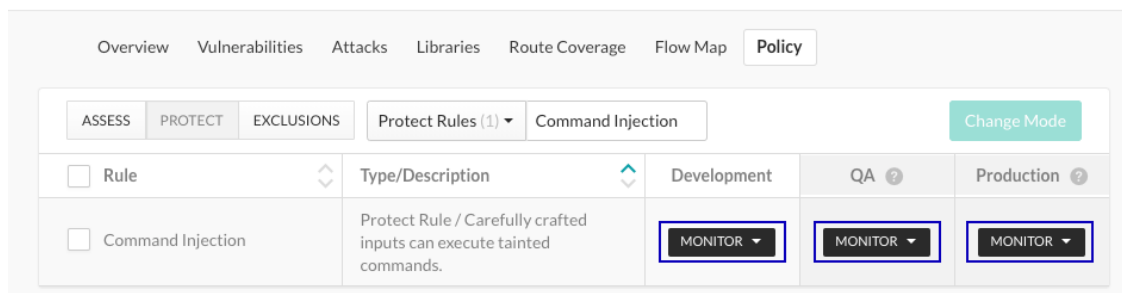 Overview Vulnerabilities Attacks Libraries Route Coverage Flow Map Policy
ASSESS PROTECT EXCLUSIONS Protect Rules (1) Command Injection Change Mode
Rule Type/Description Development QA ? Production ?
Command Injection
Protect Rule / Carefully crafted
inputs can execute tainted
commands.
MONITOR MONITOR MONITOR